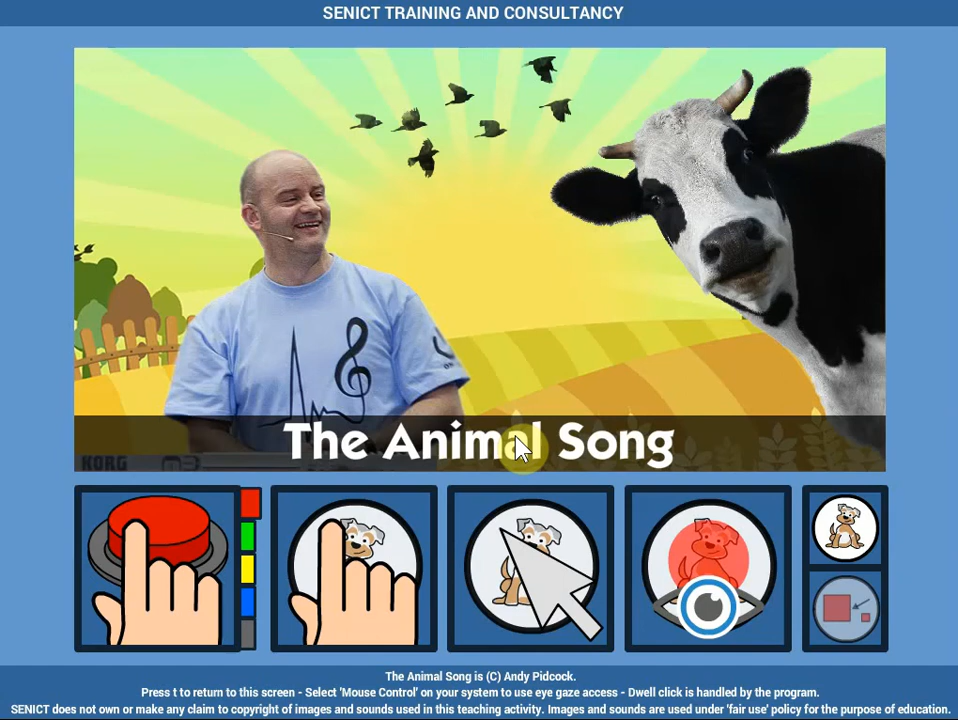 SENICT TRAINING AND CONSULTANCY
The Animal Song
KORG
The Animal Song is (C) Andy Pidcock.
Press t to return to this screen - Select 'Mouse Control' on your system to use eye gaze access - Dwell click is handled by the program.
SENICT does not own or make any claim to copyright of images and sounds used in this teaching activity. Images and sounds are used under 'fair use' policy for the purpose of education.